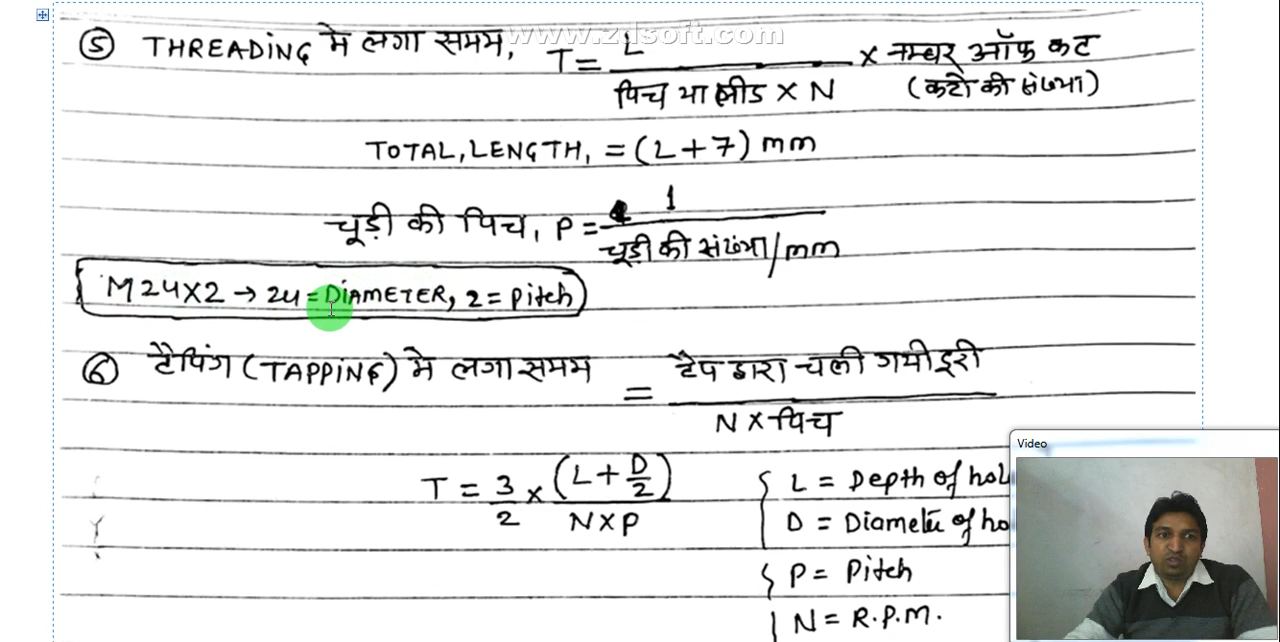 www.zdsoft.com
⑤ THREADING मे लगा समय, T = L / पिच या लीड X N × नम्बर ऑफ कट
(कटो की संख्या)
TOTAL, LENGTH, = (L+7) mm
चूड़ी की पिच, P = 1 / चूड़ी की संख्या/mm
M24X2 → 24 = DIAMETER, 2 = Pitch
⑥ टैपिंग (TAPPING) मे लगा समय = टैप द्वारा चली गयी दूरी / N X पिच
T = 3/2 × (L + D/2) / N X P
L = Depth of hol
D = Diameter of ho
P = Pitch
N = R.P.M.
Video